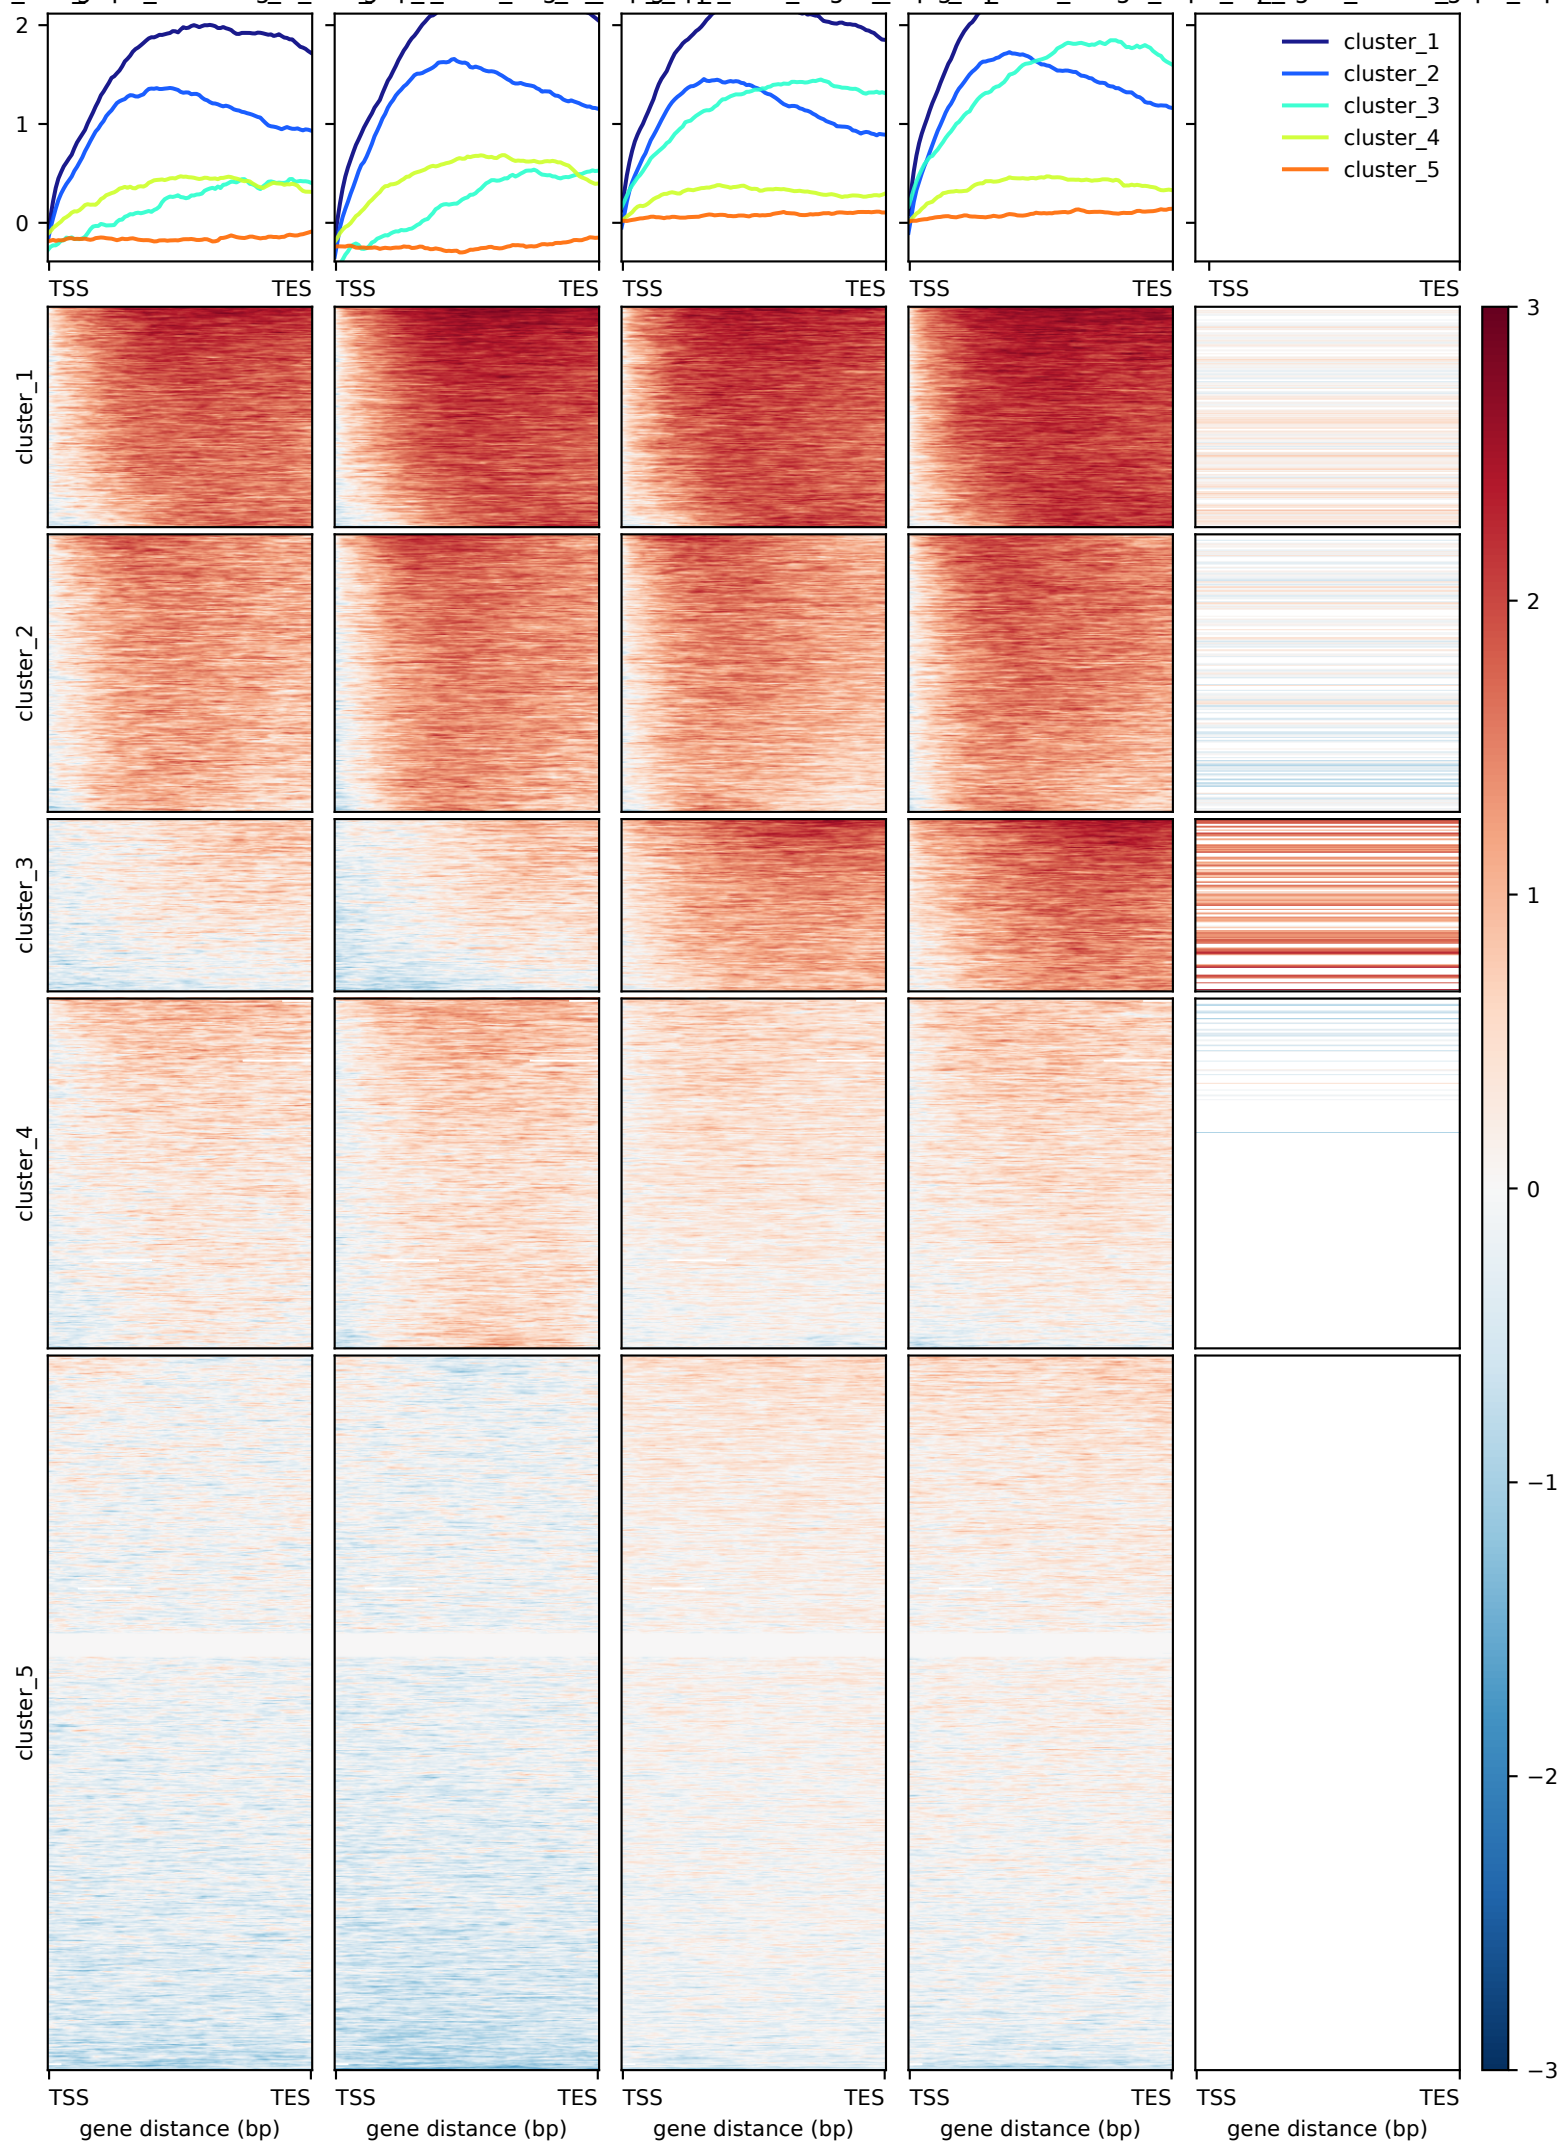 2
1
0
cluster_1
cluster_2
cluster_3
cluster_4
cluster_5
TSS TES TSS TES TSS TES TSS TES TSS TES
cluster_1
cluster_2
cluster_3
cluster_4
cluster_5
3
2
1
0
−1
−2
−3
TSS TES TSS TES TSS TES TSS TES TSS TES
gene distance (bp) gene distance (bp) gene distance (bp) gene distance (bp) gene distance (bp)